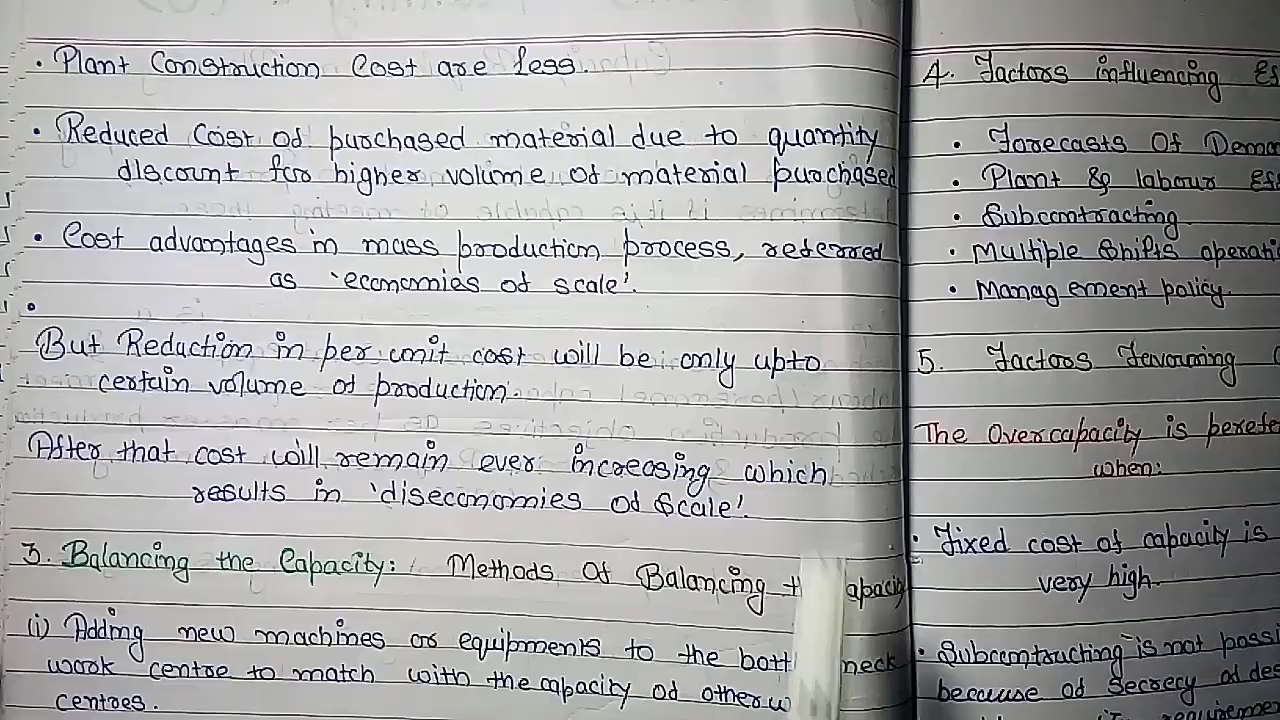 • Plant Construction Cost are less.
• Reduced Cost of purchased material due to quantity
discount for higher volume of material purchased
• Cost advantages in mass production process, referred
as 'economies of scale'.
•
But Reduction in per unit cost will be only upto
certain volume of production.
After that cost will remain ever increasing which
results in 'diseconomies of scale'.
3. Balancing the Capacity: Methods Of Balancing
(i) Adding new machines or equipments to the
work centre to match with the capacity of other
centres.
4. Factors influencing
• Forecasts Of
• Plant & labour
• Subcontracting
• Multiple Shifts
• Management policy.
5. Factors Favouring
The Overcapacity is
when:
• Fixed cost of capacity is
very high.
• Subcontructing is not
because of Secrecy of